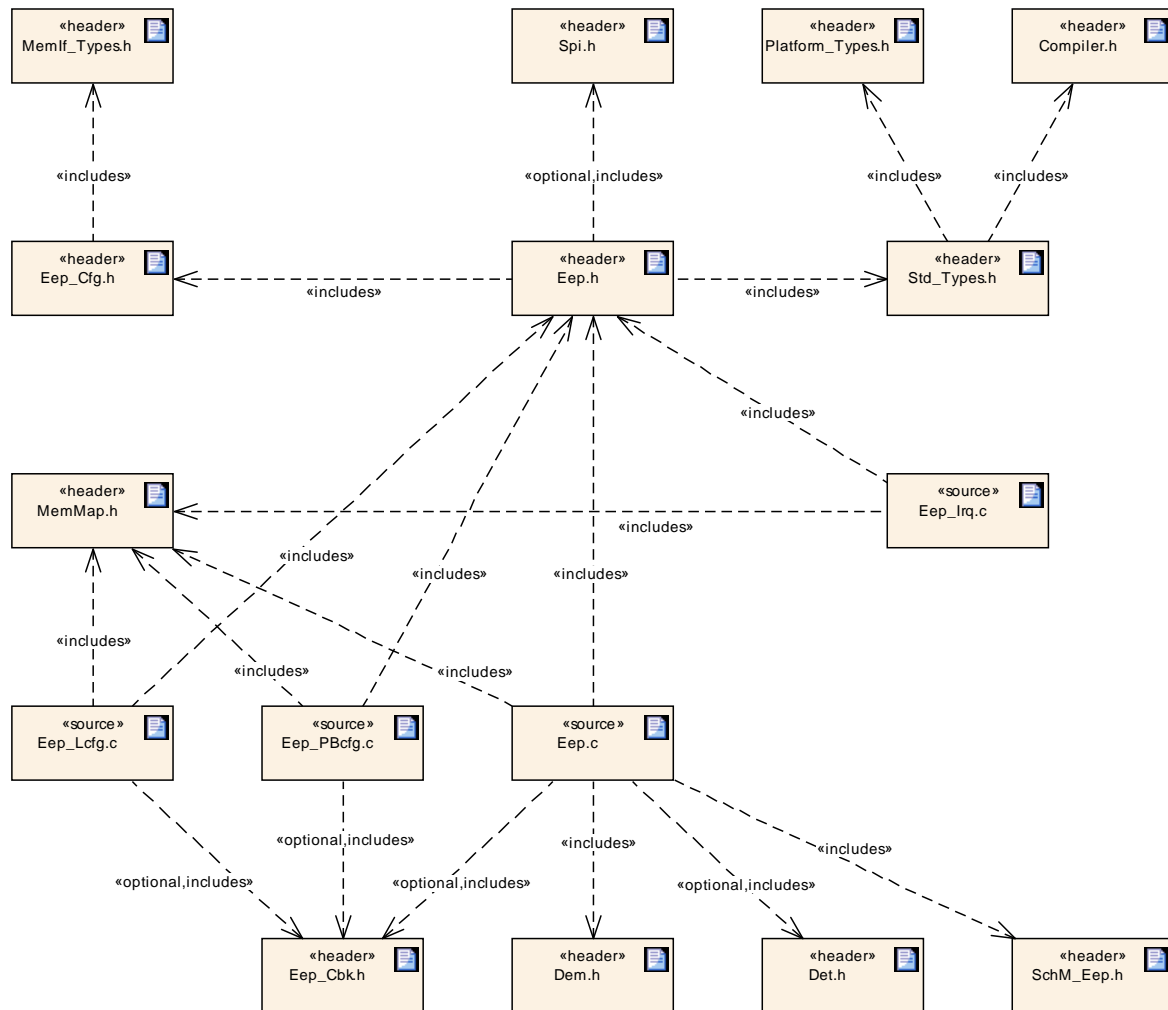 «header»
MemIf_Types.h
«header»
Spi.h
«header»
Platform_Types.h
«header»
Compiler.h
«includes»
«optional,includes»
«includes»
«includes»
«header»
Eep_Cfg.h
«header»
Eep.h
«header»
Std_Types.h
«includes»
«includes»
«includes»
«header»
MemMap.h
«source»
Eep_Irq.c
«includes»
«includes»
«includes»
«includes»
«includes»
«includes»
«includes»
«source»
Eep_Lcfg.c
«source»
Eep_PBcfg.c
«source»
Eep.c
«optional,includes»
«includes»
«includes»
«optional,includes»
«optional,includes»
«optional,includes»
«header»
Eep_Cbk.h
«header»
Dem.h
«header»
Det.h
«header»
SchM_Eep.h